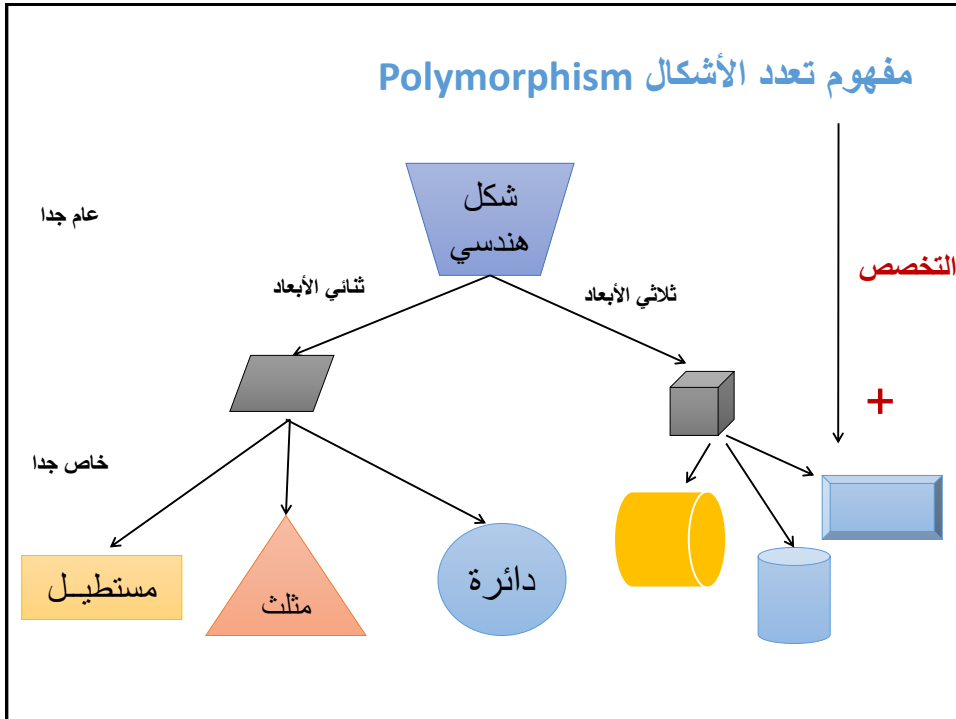 مفهوم تعدد الأشكال Polymorphism
شكل
هندسي
عام جدا
التخصص
ثلاثي الأبعاد
ثنائي الأبعاد
+
خاص جدا
دائرة
مثلث
مستطيـل